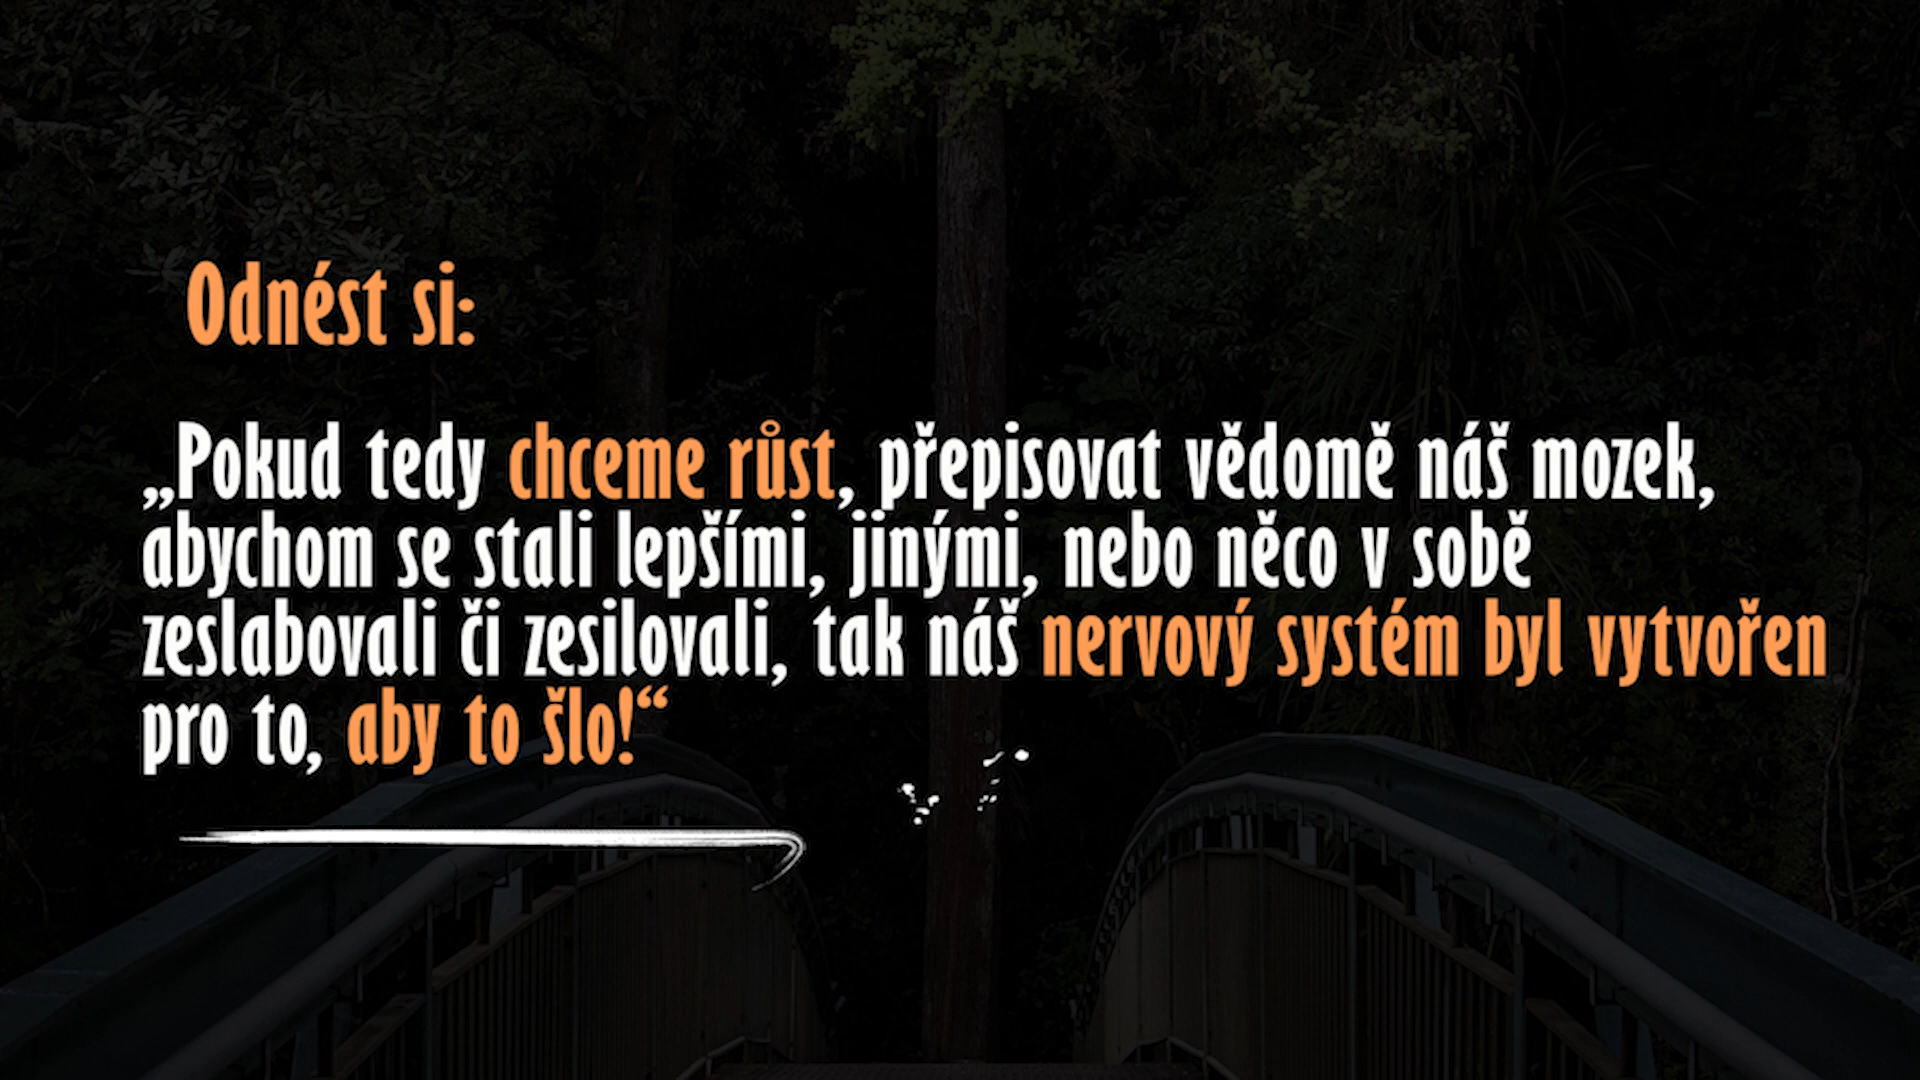 Odnést si:
„Pokud tedy chceme růst, přepisovat vědomě náš mozek,
abychom se stali lepšími, jinými, nebo něco v sobě
zeslabovali či zesilovali, tak náš nervový systém byl vytvořen
pro to, aby to šlo!“